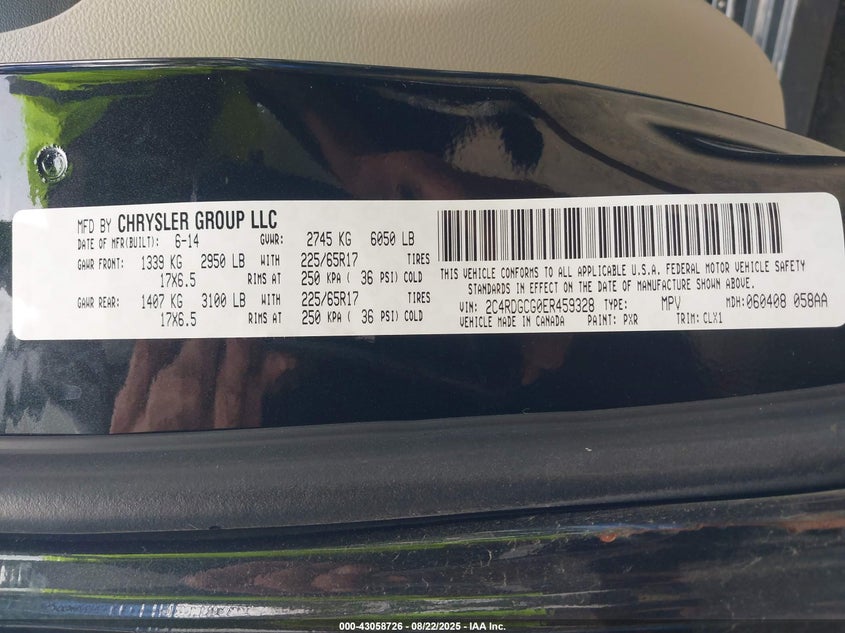 MFD BY CHRYSLER GROUP LLC
DATE OF MFR(BUILT): 6-14 GVWR: 2745 KG 6050 LB
GAWR FRONT: 1339 KG 2950 LB WITH 225/65R17 TIRES
17X6.5 RIMS AT 250 KPA ( 36 PSI) COLD
GAWR REAR: 1407 KG 3100 LB WITH 225/65R17 TIRES
17X6.5 RIMS AT 250 KPA ( 36 PSI) COLD
THIS VEHICLE CONFORMS TO ALL APPLICABLE U.S.A. FEDERAL MOTOR VEHICLE SAFETY
STANDARDS IN EFFECT ON THE DATE OF MANUFACTURE SHOWN ABOVE.
VIN: 2C4RDGCG0ER459328 TYPE: MPV MDH: 060408 058AA
VEHICLE MADE IN CANADA PAINT: PXR TRIM: CLX1
000-43058726 - 08/22/2025 - IAA Inc.